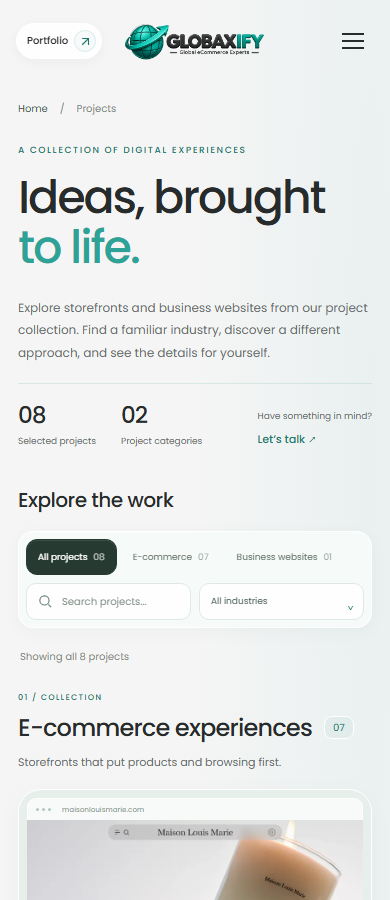 Portfolio
GLOBAXIFY
Global eCommerce Experts
Home / Projects
A COLLECTION OF DIGITAL EXPERIENCES
Ideas, brought
to life.
Explore storefronts and business websites from our project
collection. Find a familiar industry, discover a different
approach, and see the details for yourself.
08
Selected projects
02
Project categories
Have something in mind?
Let's talk ↗
Explore the work
All projects 08
E-commerce 07
Business websites 01
Search projects...
All industries
Showing all 8 projects
01 / COLLECTION
E-commerce experiences 07
Storefronts that put products and browsing first.
maisonlouismarie.com
Maison Louis Marie
Maison Louis Marie